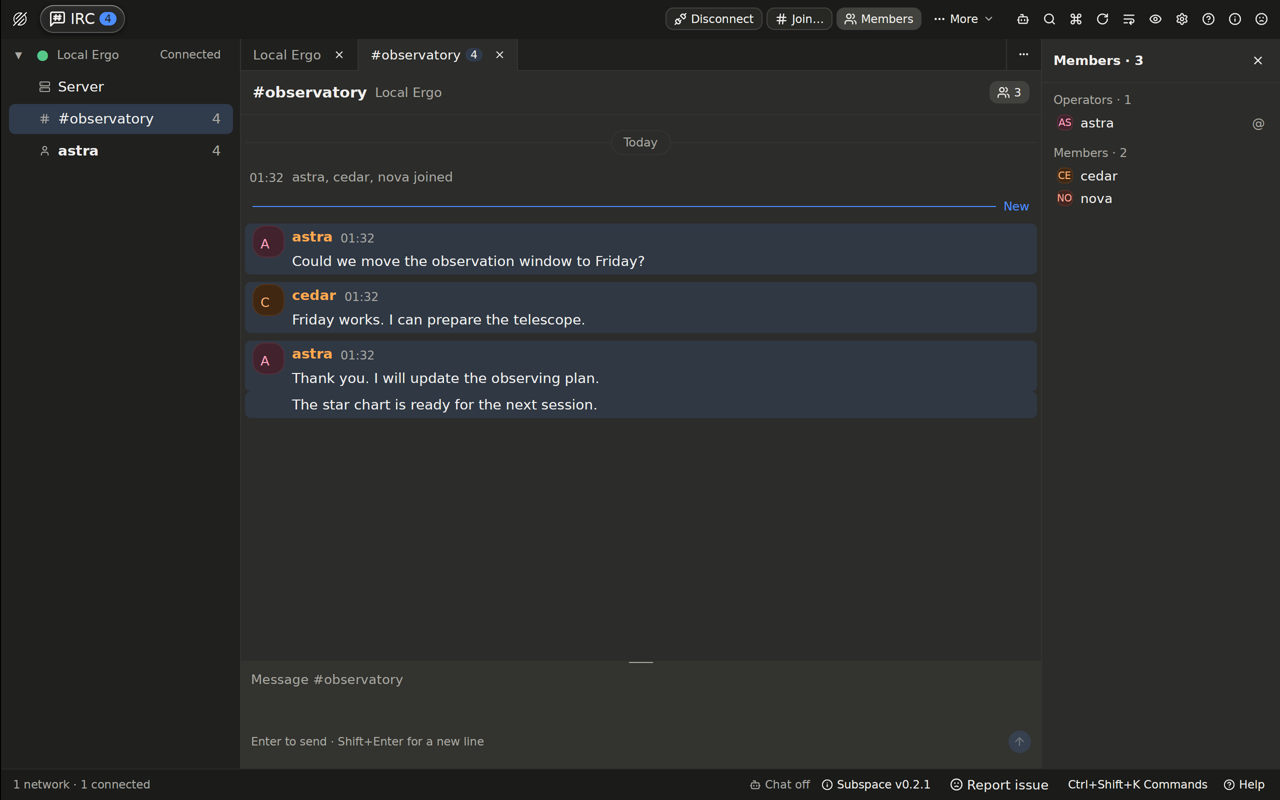 IRC 4
Disconnect
Join...
Members
More
Local Ergo Connected
Server
#observatory 4
astra 4
Local Ergo
#observatory 4
#observatory Local Ergo
3
Today
01:32 astra, cedar, nova joined
New
A astra 01:32
Could we move the observation window to Friday?
C cedar 01:32
Friday works. I can prepare the telescope.
A astra 01:32
Thank you. I will update the observing plan.
The star chart is ready for the next session.
Message #observatory
Enter to send · Shift+Enter for a new line
Members · 3
Operators · 1
AS astra @
Members · 2
CE cedar
NO nova
1 network · 1 connected
Chat off
Subspace v0.2.1
Report issue
Ctrl+Shift+K Commands
Help